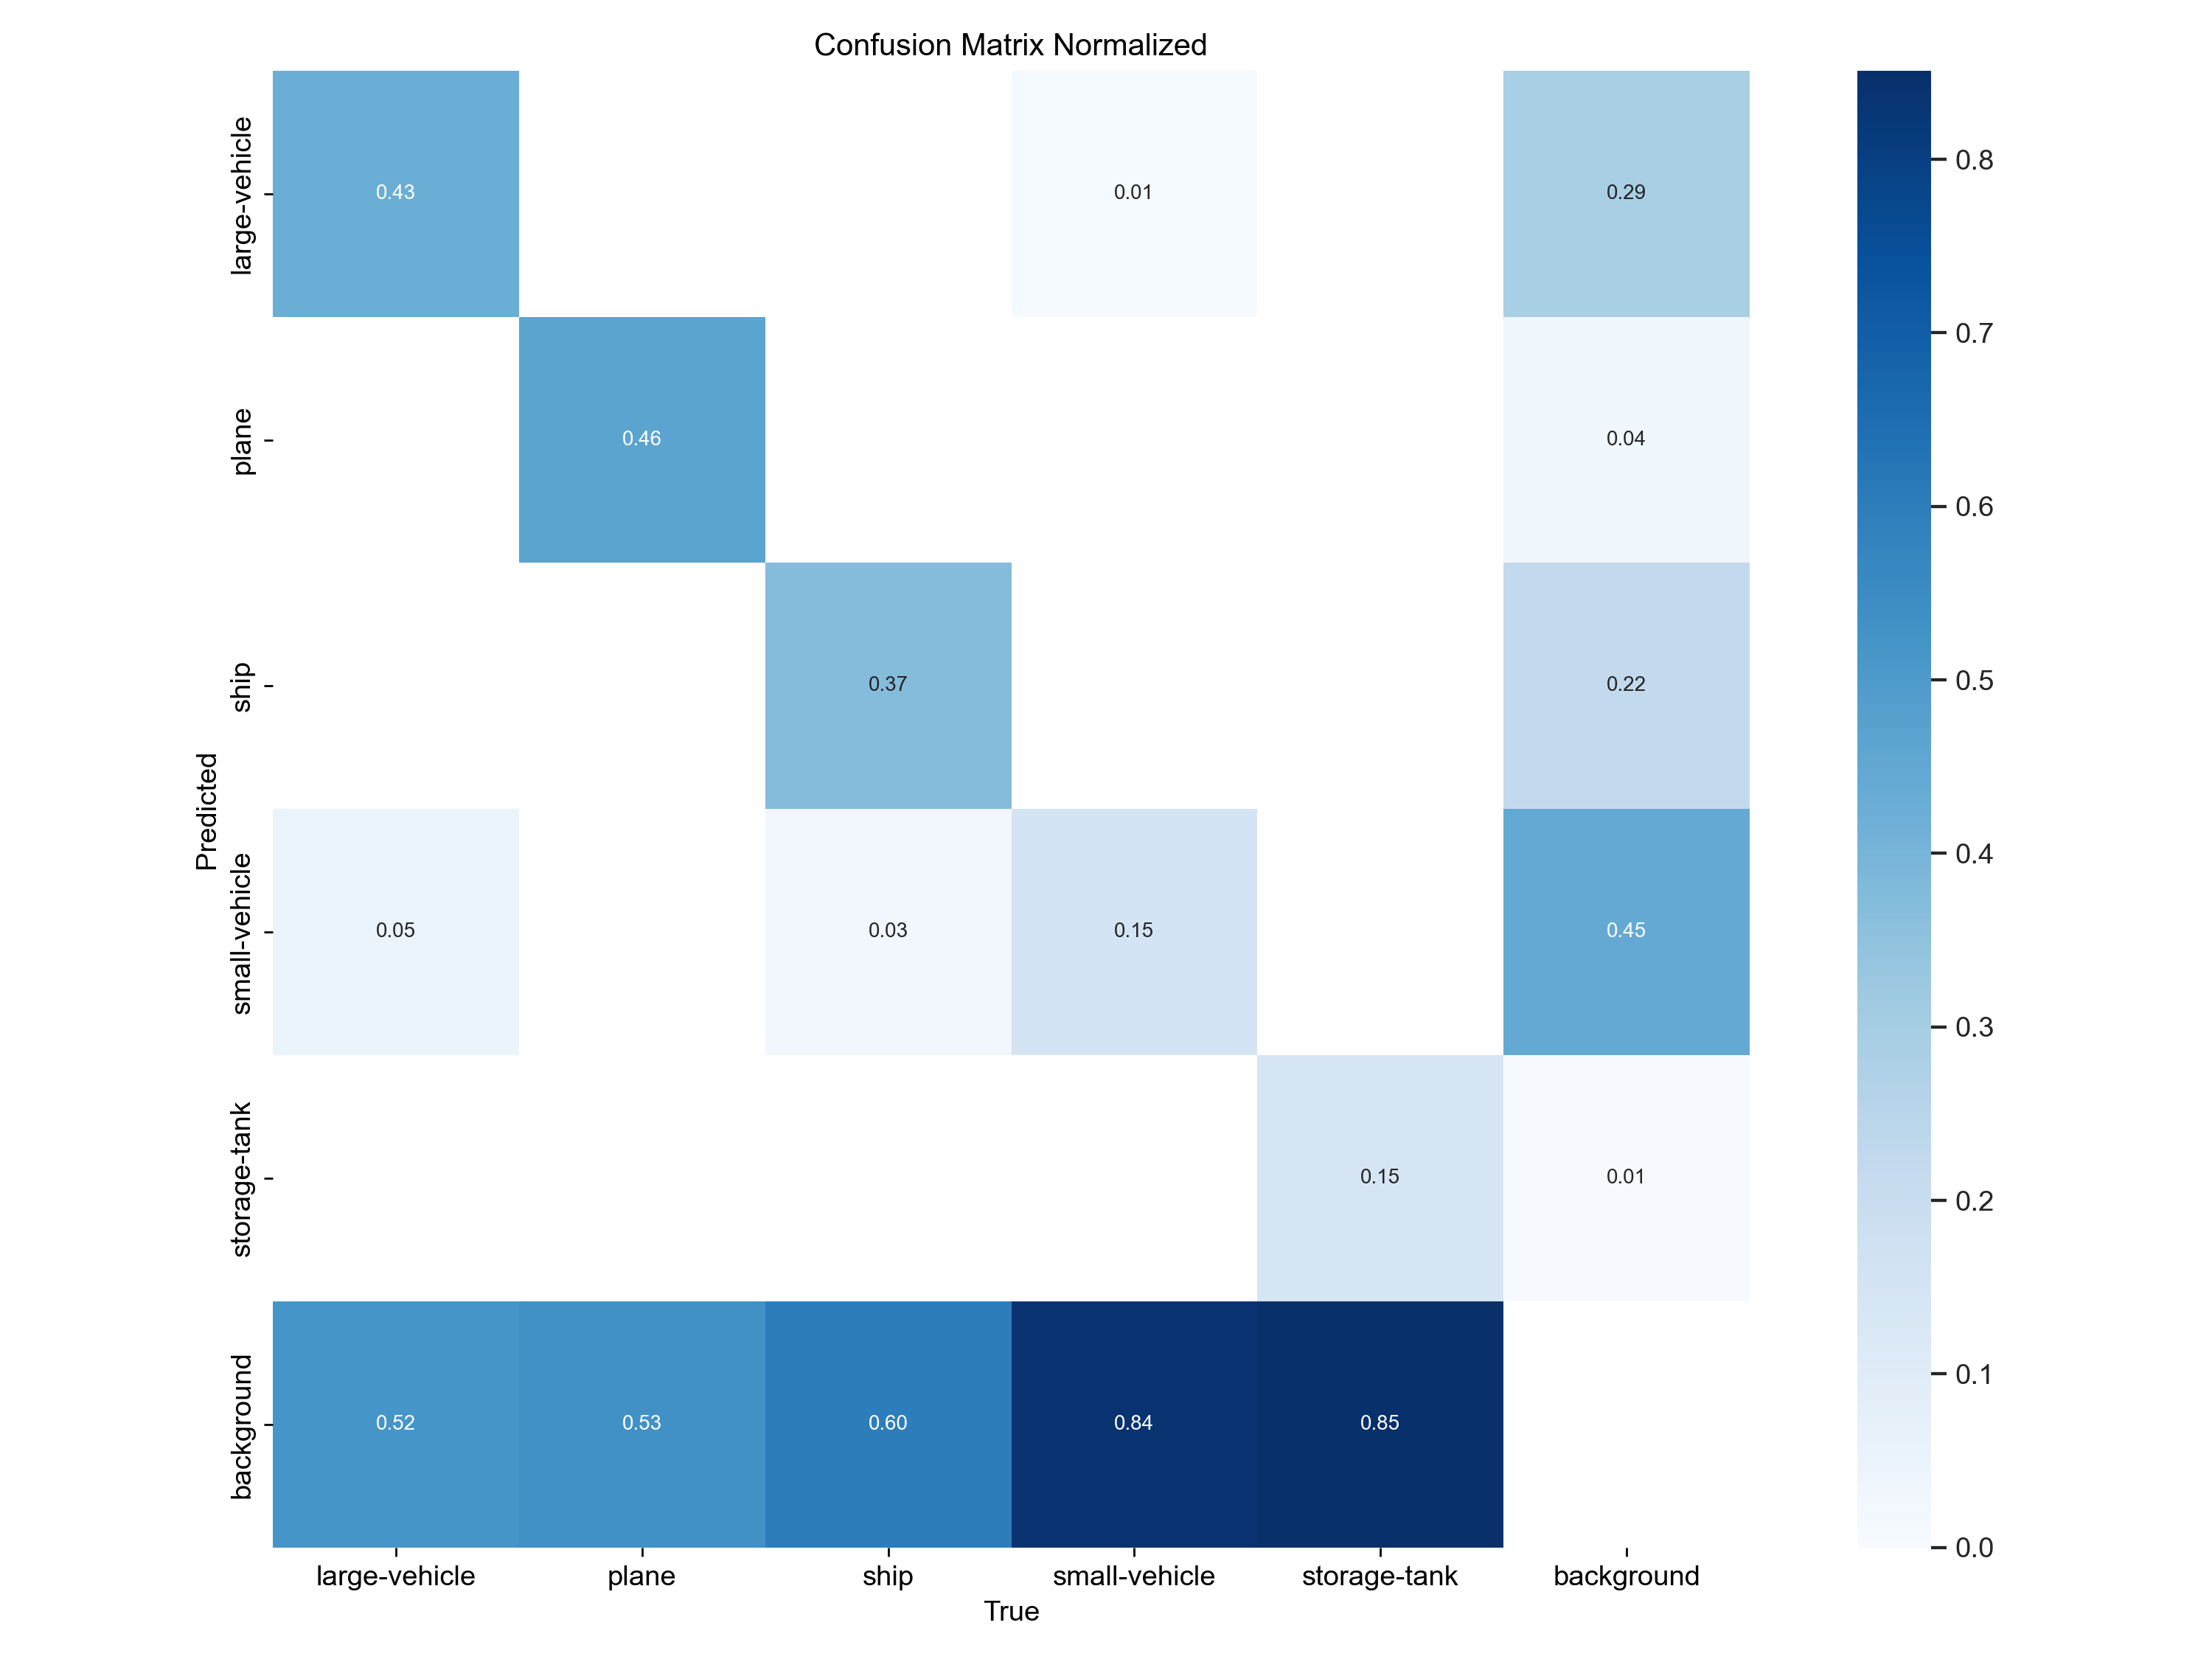 Confusion Matrix Normalized
large-vehicle
0.43
0.01
0.29
plane
0.46
0.04
ship
0.37
0.22
small-vehicle
0.05
0.03
0.15
0.45
storage-tank
0.15
0.01
background
0.52
0.53
0.60
0.84
0.85
Predicted
large-vehicle
plane
ship
small-vehicle
storage-tank
background
True
0.8
0.7
0.6
0.5
0.4
0.3
0.2
0.1
0.0